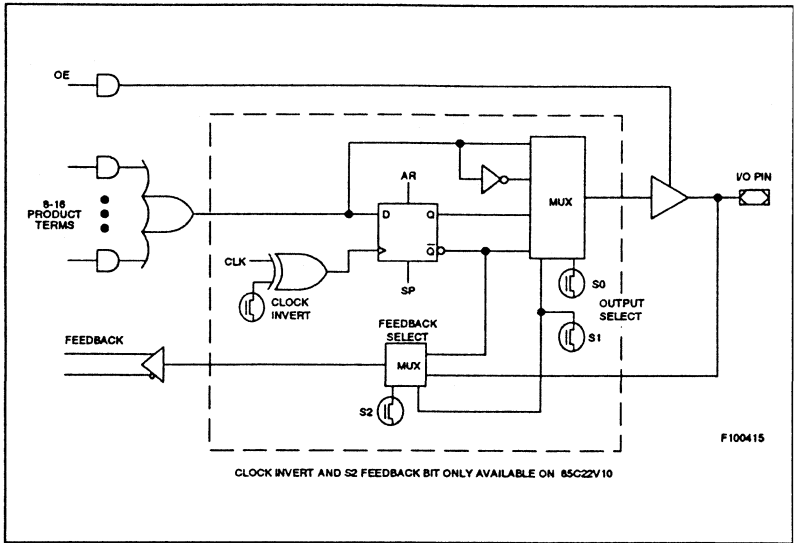 OE
I/O PIN
AR
8-16
PRODUCT
TERMS
MUX
D
Q
Q
CLK
CLOCK
INVERT
SP
S0
OUTPUT
SELECT
S1
FEEDBACK
FEEDBACK
SELECT
MUX
S2
F100415
CLOCK INVERT AND S2 FEEDBACK BIT ONLY AVAILABLE ON 85C22V10